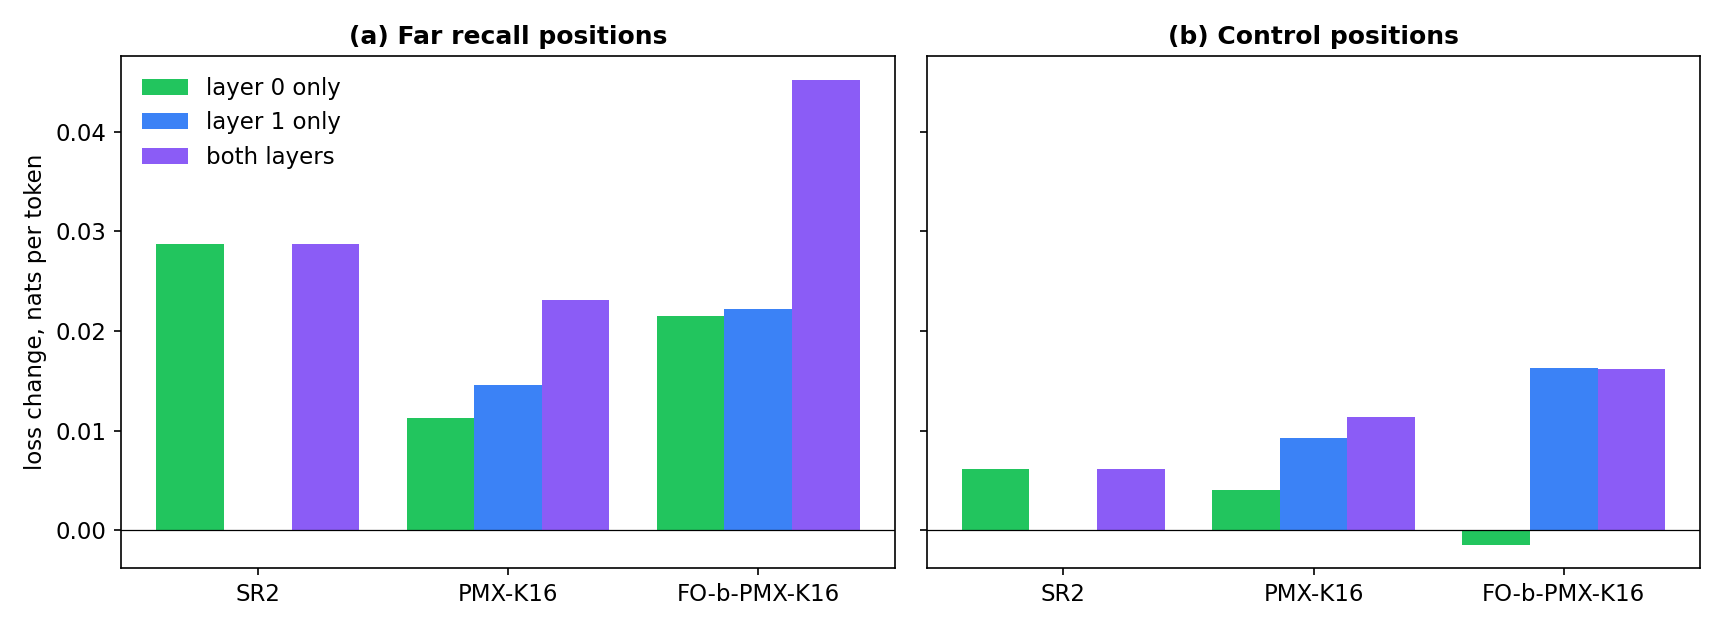 (a) Far recall positions
(b) Control positions
layer 0 only
layer 1 only
both layers
loss change, nats per token
0.04
0.03
0.02
0.01
0.00
SR2
PMX-K16
FO-b-PMX-K16
SR2
PMX-K16
FO-b-PMX-K16